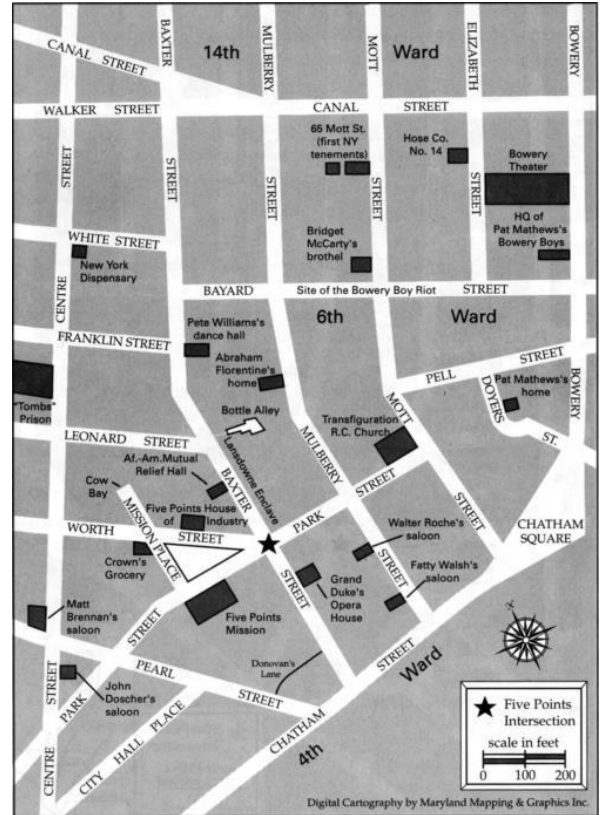 CANAL STREET
BAXTER
14th
MULBERRY
MOTT
Ward
ELIZABETH
BOWERY
WALKER STREET
CANAL STREET
STREET
STREET
STREET
65 Mott St.
(first NY
tenements)
STREET
Hose Co.
No. 14
STREET
Bowery
Theater
WHITE STREET
New York
Dispensary
Bridget
McCarty's
brothel
HQ of
Pat Mathews's
Bowery Boys
CENTRE
BAYARD
Site of the Bowery Boy Riot
STREET
6th
Ward
FRANKLIN STREET
Pete Williams's
dance hall
Abraham
Florentine's
home
PELL STREET
DOYERS
ST.
Pat Mathews's
home
BOWERY
"Tombs"
Prison
Bottle Alley
Transfiguration
R.C. Church
MOTT
LEONARD STREET
Af.-Am.Mutual
Relief Hall
BAXTER
Lansdowne Enclave
MULBERRY
STREET
Cow
Bay
MISSION PLACE
Five Points House
of Industry
PARK STREET
WORTH STREET
Walter Roche's
saloon
CHATHAM
SQUARE
Crown's
Grocery
STREET
Grand
Duke's
Opera
House
STREET
Fatty Walsh's
saloon
Matt
Brennan's
saloon
Five Points
Mission
x
STREET
PARK STREET
PEARL STREET
Donovan's
Lane
CHATHAM STREET
Ward
4th
John
Doscher's
saloon
CENTRE
CITY HALL PLACE
Five Points
Intersection
scale in feet
0 100 200
Digital Cartography by Maryland Mapping & Graphics Inc.